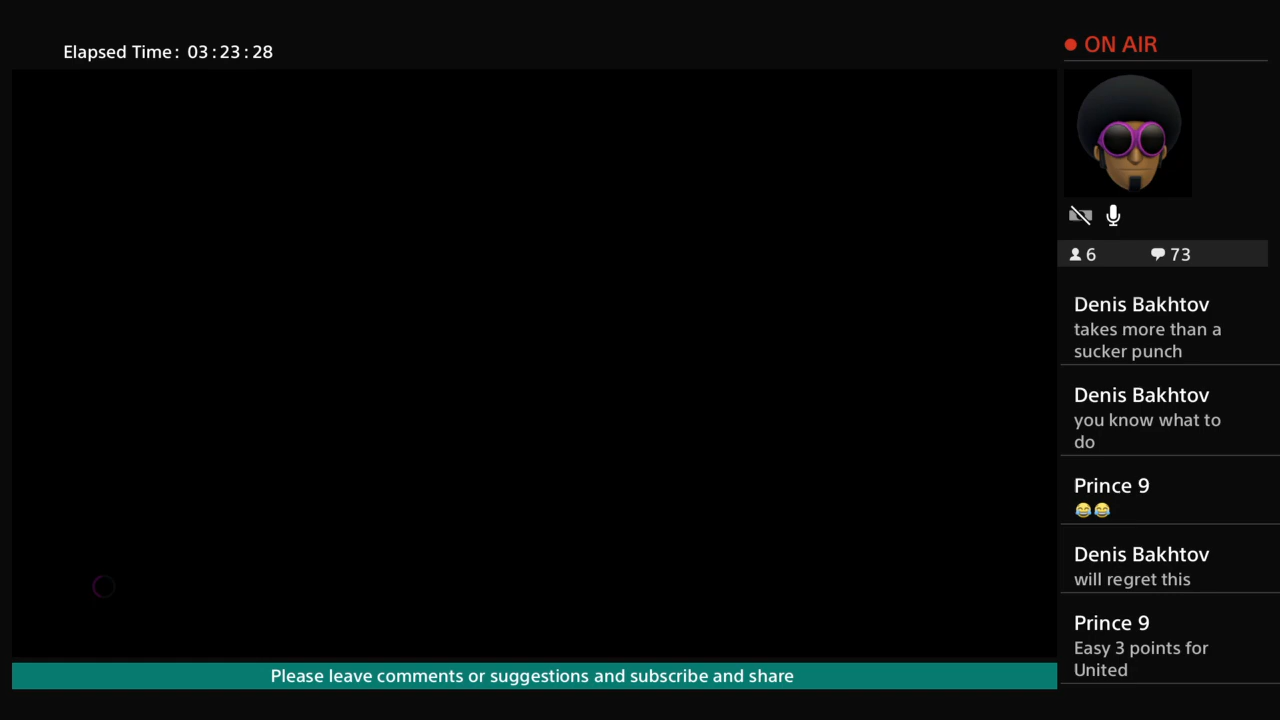 Elapsed Time: 03:23:28
ON AIR
6 73
Denis Bakhtov
takes more than a
sucker punch
Denis Bakhtov
you know what to
do
Prince 9
😂😂
Denis Bakhtov
will regret this
Prince 9
Easy 3 points for
United
Please leave comments or suggestions and subscribe and share